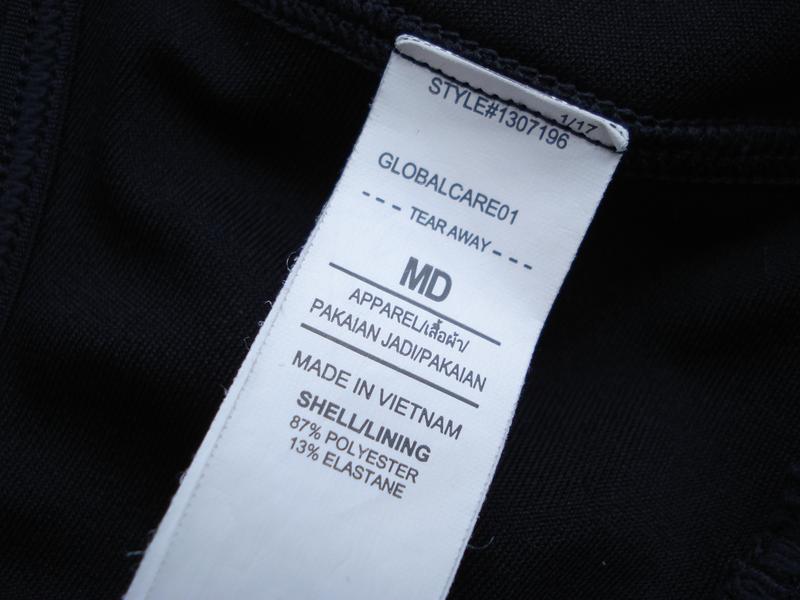 1/17
STYLE#1307196
GLOBALCARE01
--- TEAR AWAY ---
MD
APPAREL/เสื้อผ้า/
PAKAIAN JADI/PAKAIAN
MADE IN VIETNAM
SHELL/LINING
87% POLYESTER
13% ELASTANE